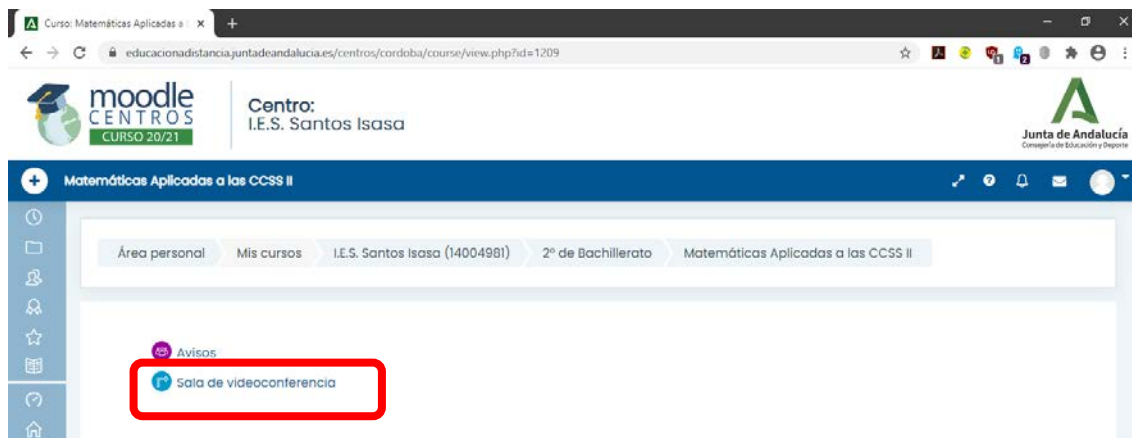 Curso: Matemáticas Aplicadas a
educacionadistancia.juntadeandalucia.es/centros/cordoba/course/view.php?id=1209
1
2
moodle
CENTROS
CURSO 20/21
Centro:
I.E.S. Santos Isasa
Junta de Andalucía
Consejería de Educación y Deporte
Matemáticas Aplicadas a las CCSS II
Área personal Mis cursos I.E.S. Santos Isasa (14004981) 2º de Bachillerato Matemáticas Aplicadas a las CCSS II
Avisos
Sala de videoconferencia